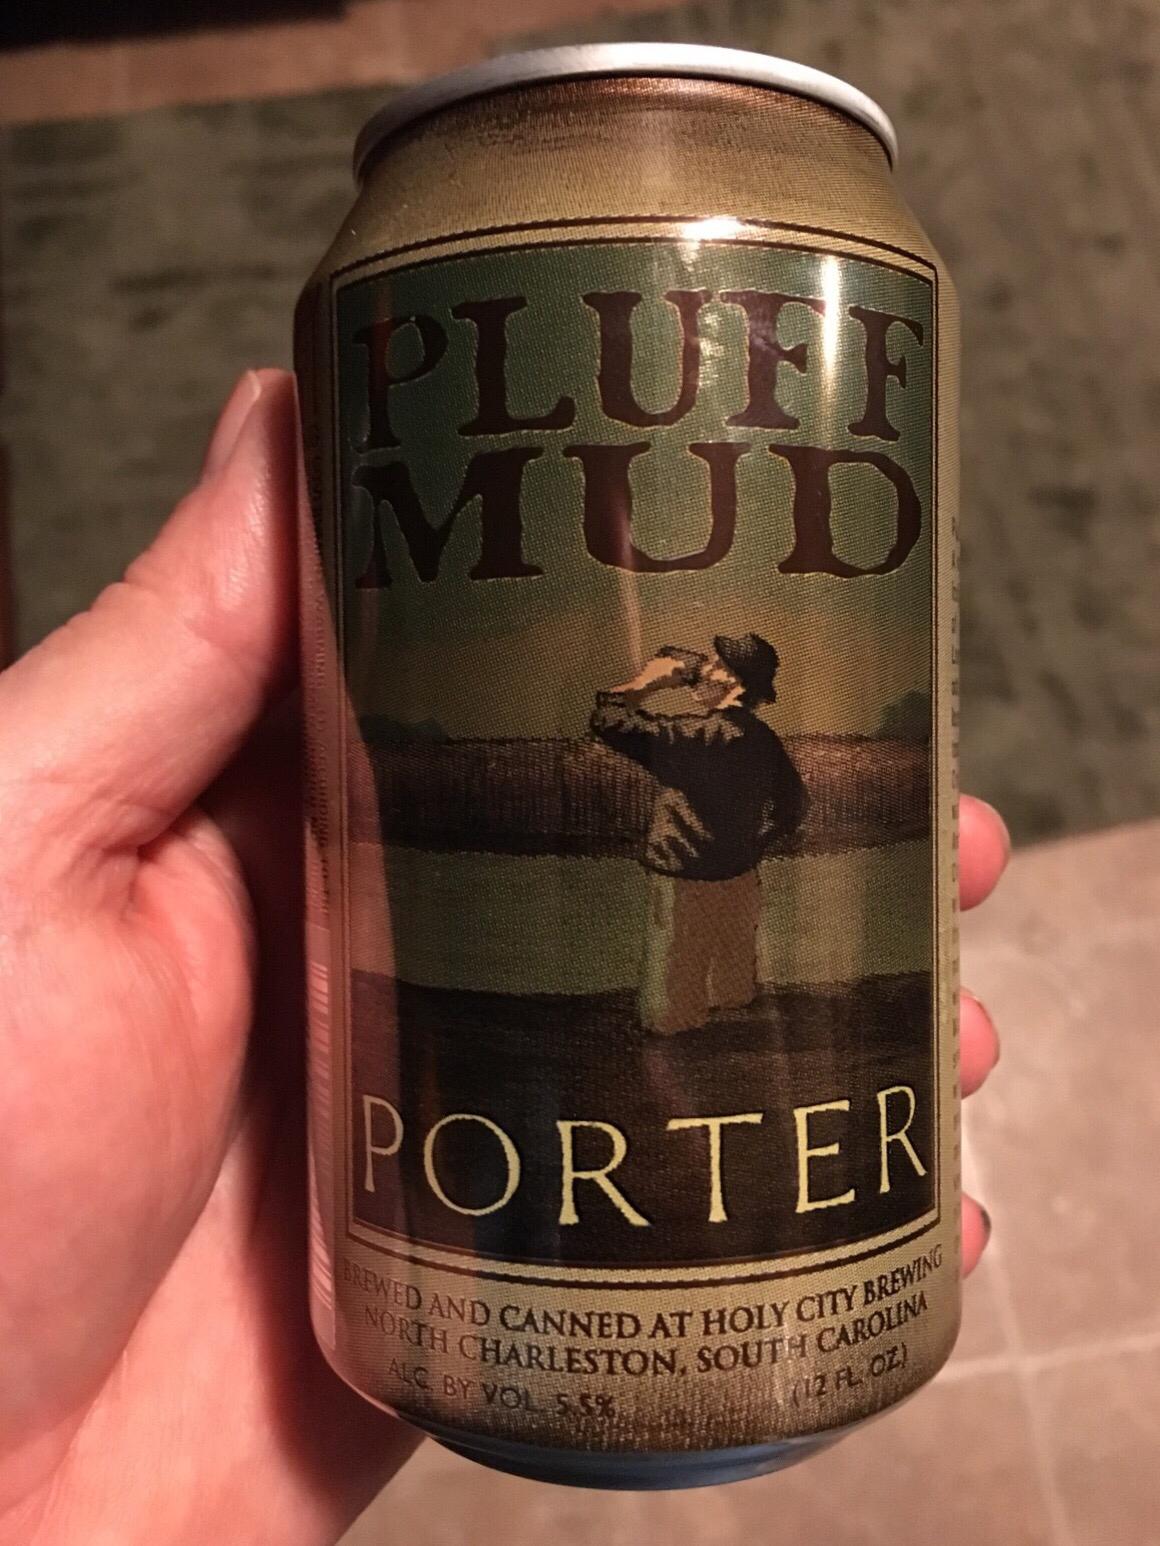 PLUFF
MUD
PORTER
BREWED AND CANNED AT HOLY CITY BREWING
NORTH CHARLESTON, SOUTH CAROLINA
ALC. BY VOL. 5.5%
(12 FL. OZ.)